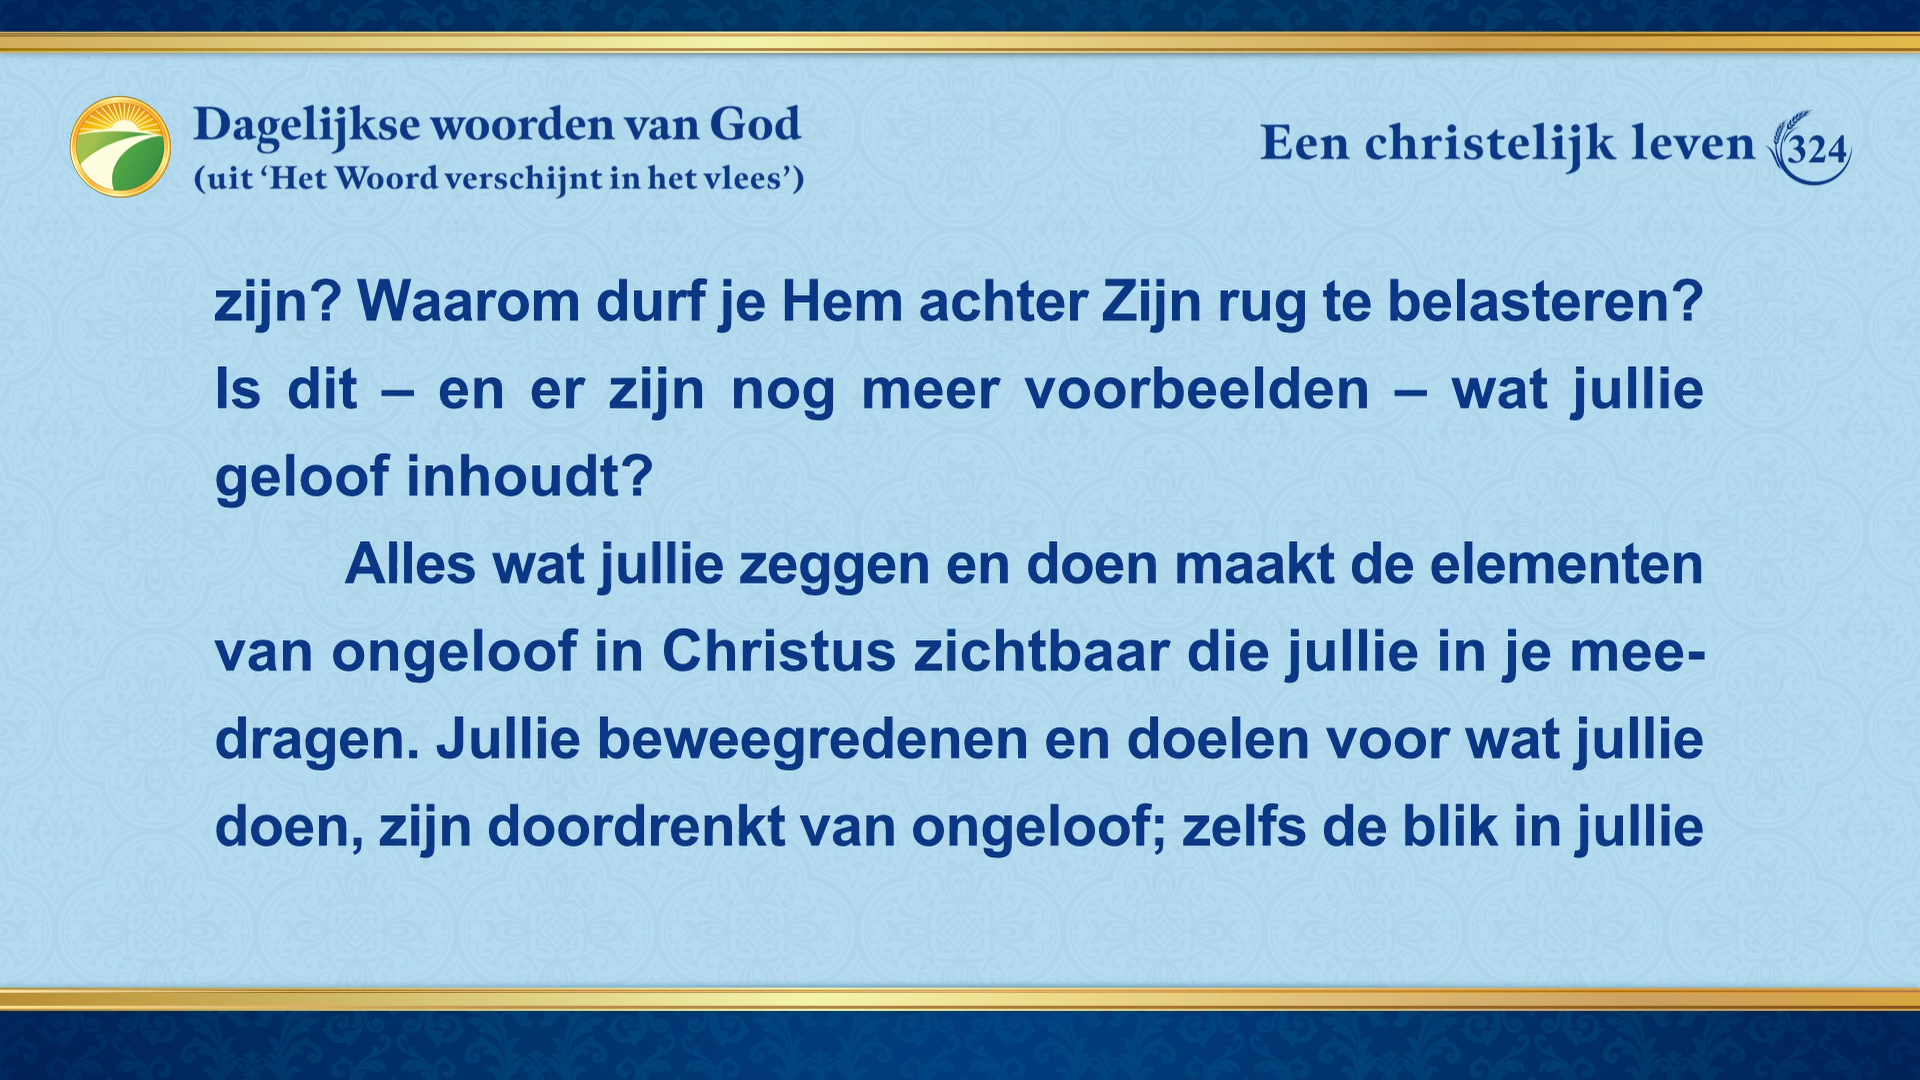 Dagelijkse woorden van God
(uit ‘Het Woord verschijnt in het vlees’)
Een christelijk leven 324
zijn? Waarom durf je Hem achter Zijn rug te belasteren?
Is dit – en er zijn nog meer voorbeelden – wat jullie
geloof inhoudt?
Alles wat jullie zeggen en doen maakt de elementen
van ongeloof in Christus zichtbaar die jullie in je mee-
dragen. Jullie beweegredenen en doelen voor wat jullie
doen, zijn doordrenkt van ongeloof; zelfs de blik in jullie